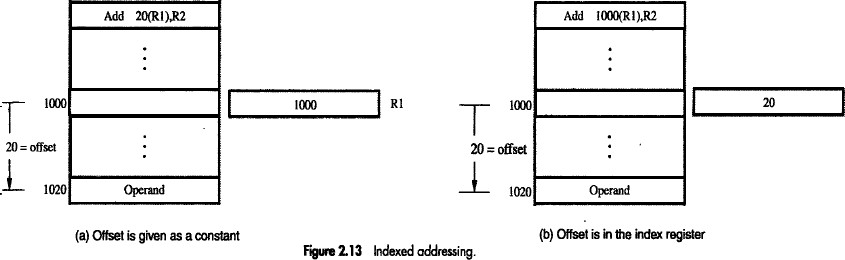 Add 20(R1),R2
1000
1000
R1
20 = offset
1020
Operand
(a) Offset is given as a constant
Add 1000(R1),R2
1000
20
20 = offset
1020
Operand
(b) Offset is in the index register
Figure 2.13 Indexed addressing.